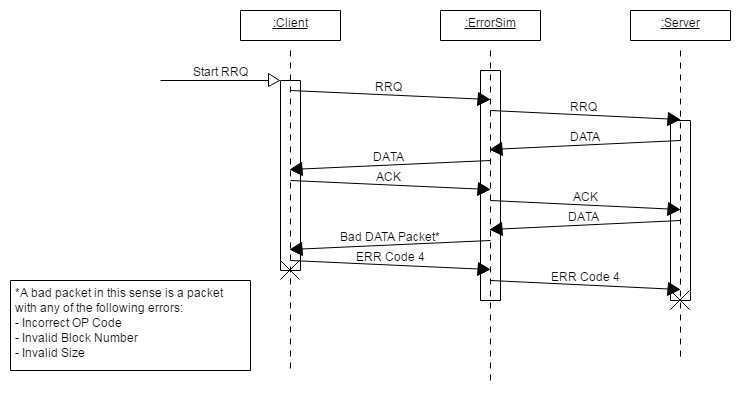 :Client
:ErrorSim
:Server
Start RRQ
RRQ
RRQ
DATA
DATA
ACK
ACK
DATA
Bad DATA Packet*
ERR Code 4
ERR Code 4
*A bad packet in this sense is a packet
with any of the following errors:
- Incorrect OP Code
- Invalid Block Number
- Invalid Size